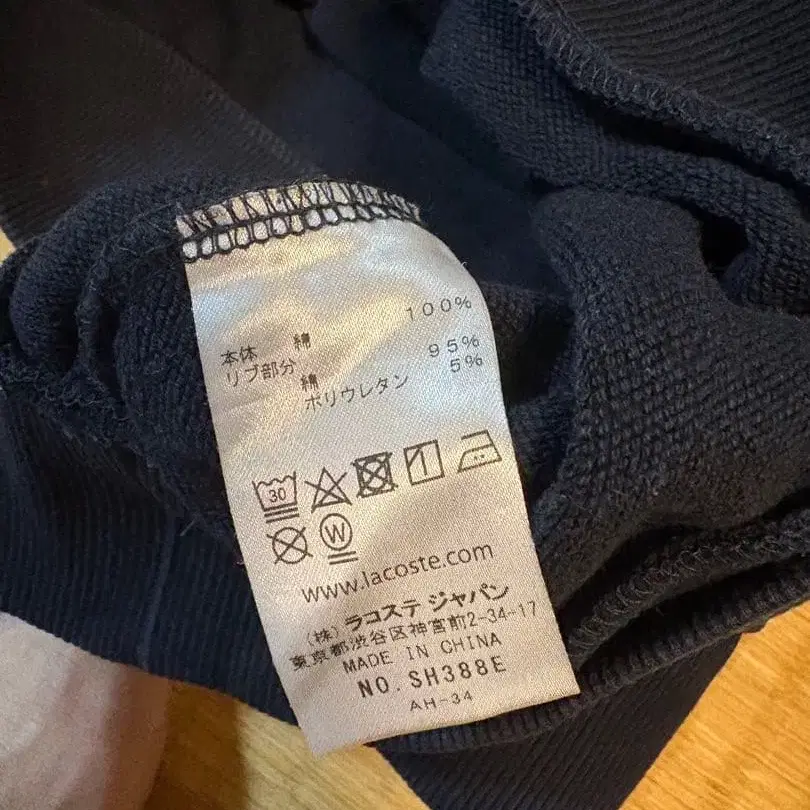 本体 綿 100%
リブ部分 綿 95%
ポリウレタン 5%
30
W
www.lacoste.com
(株) ラコステ ジャパン
東京都渋谷区神宮前2-34-17
MADE IN CHINA
NO. SH388E
AH-34